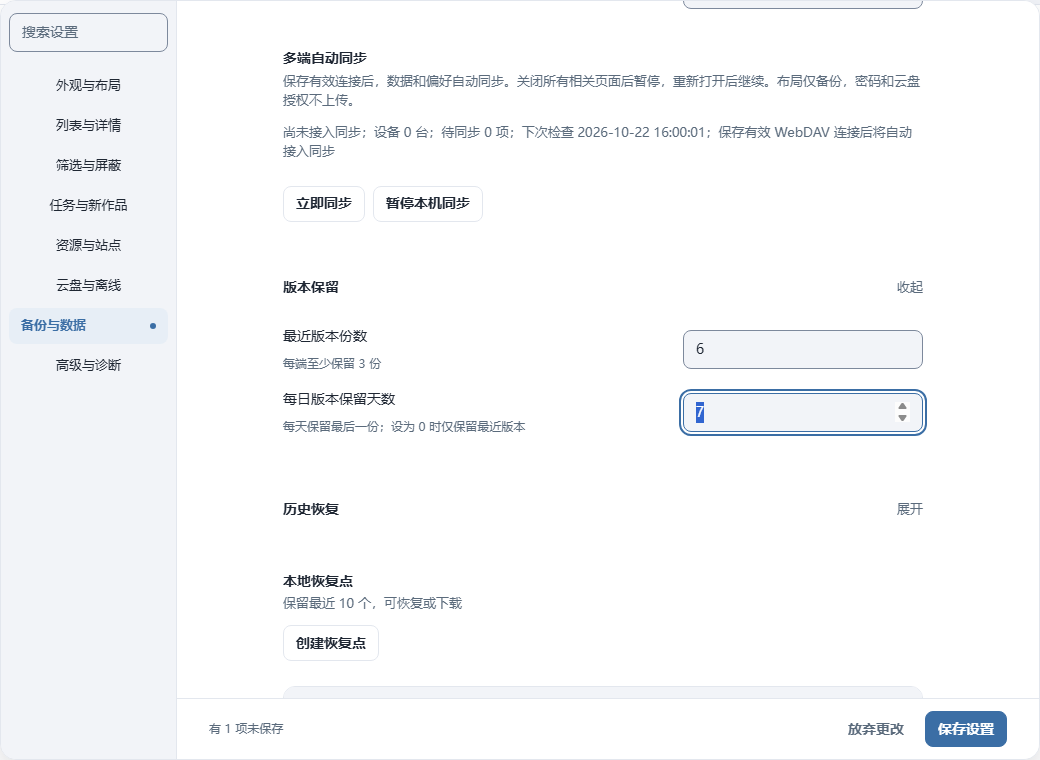 搜索设置
外观与布局
列表与详情
筛选与屏蔽
任务与新作品
资源与站点
云盘与离线
备份与数据
高级与诊断
多端自动同步
保存有效连接后，数据和偏好自动同步。关闭所有相关页面后暂停，重新打开后继续。布局仅备份，密码和云盘
授权不上传。
尚未接入同步；设备 0 台；待同步 0 项；下次检查 2026-10-22 16:00:01；保存有效 WebDAV 连接后将自动
接入同步
立即同步 暂停本机同步
版本保留 收起
最近版本份数
每端至少保留 3 份
6
每日版本保留天数
每天保留最后一份；设为 0 时仅保留最近版本
7
历史恢复 展开
本地恢复点
保留最近 10 个，可恢复或下载
创建恢复点
有 1 项未保存 放弃更改 保存设置